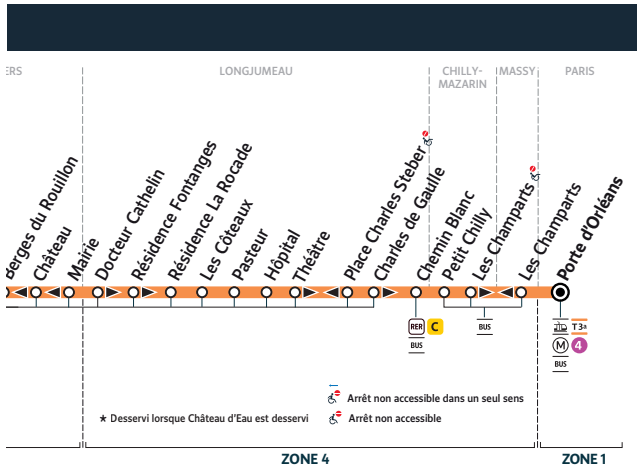 ERS
LONGJUMEAU
CHILLY-
MAZARIN
MASSY
PARIS
Berges du Rouillon
Château
Mairie
Docteur Cathelin
Résidence Fontanges
Résidence La Rocade
Les Côteaux
Pasteur
Hôpital
Théâtre
Place Charles Steber
Charles de Gaulle
Chemin Blanc
Petit Chilly
Les Champarts
Les Champarts
Porte d'Orléans
RER C
BUS
BUS
T3a
M 4
BUS
Arrêt non accessible dans un seul sens
* Desservi lorsque Château d'Eau est desservi
Arrêt non accessible
ZONE 4
ZONE 1